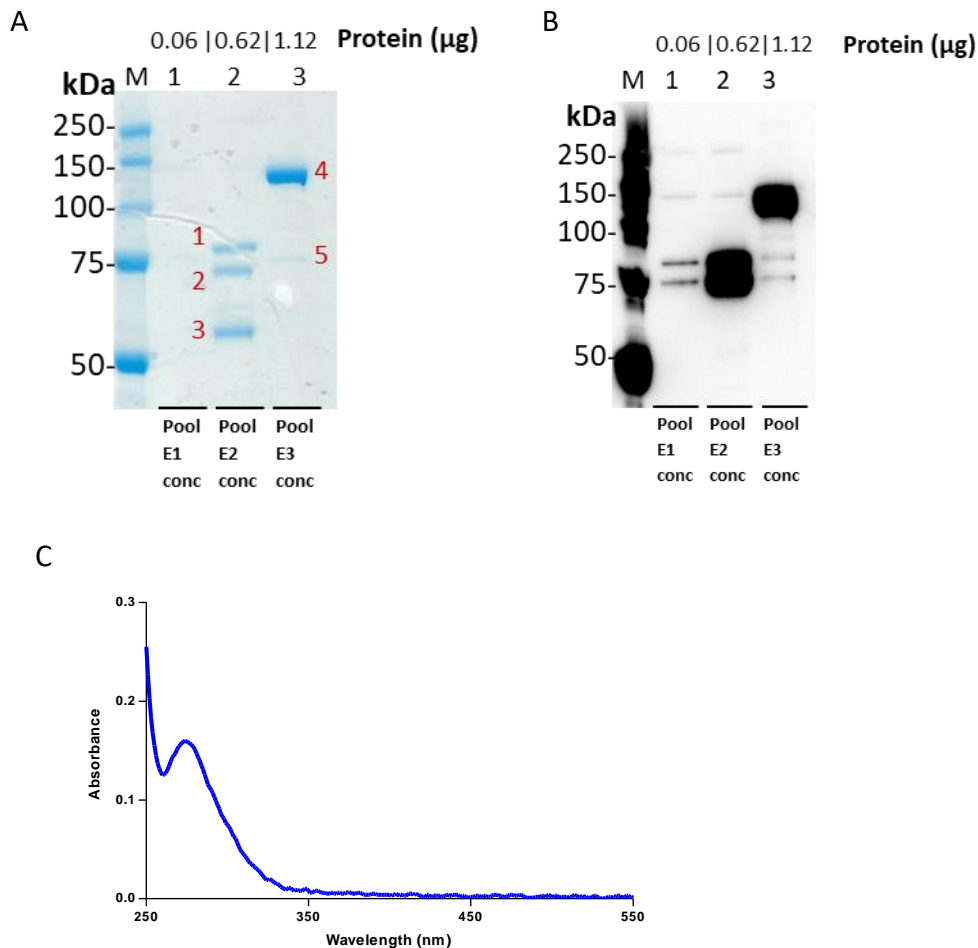 A
0.06 |0.62|1.12 Protein (μg)
kDa M 1 2 3
250-
150-
100-
75-
50-
1
2
3
4
5
Pool Pool Pool
E1 E2 E3
conc conc conc
B
0.06 |0.62|1.12 Protein (μg)
kDa M 1 2 3
250-
150-
100-
75-
50-
Pool Pool Pool
E1 E2 E3
conc conc conc
C
Absorbance
0.3
0.2
0.1
0.0
250 350 450 550
Wavelength (nm)